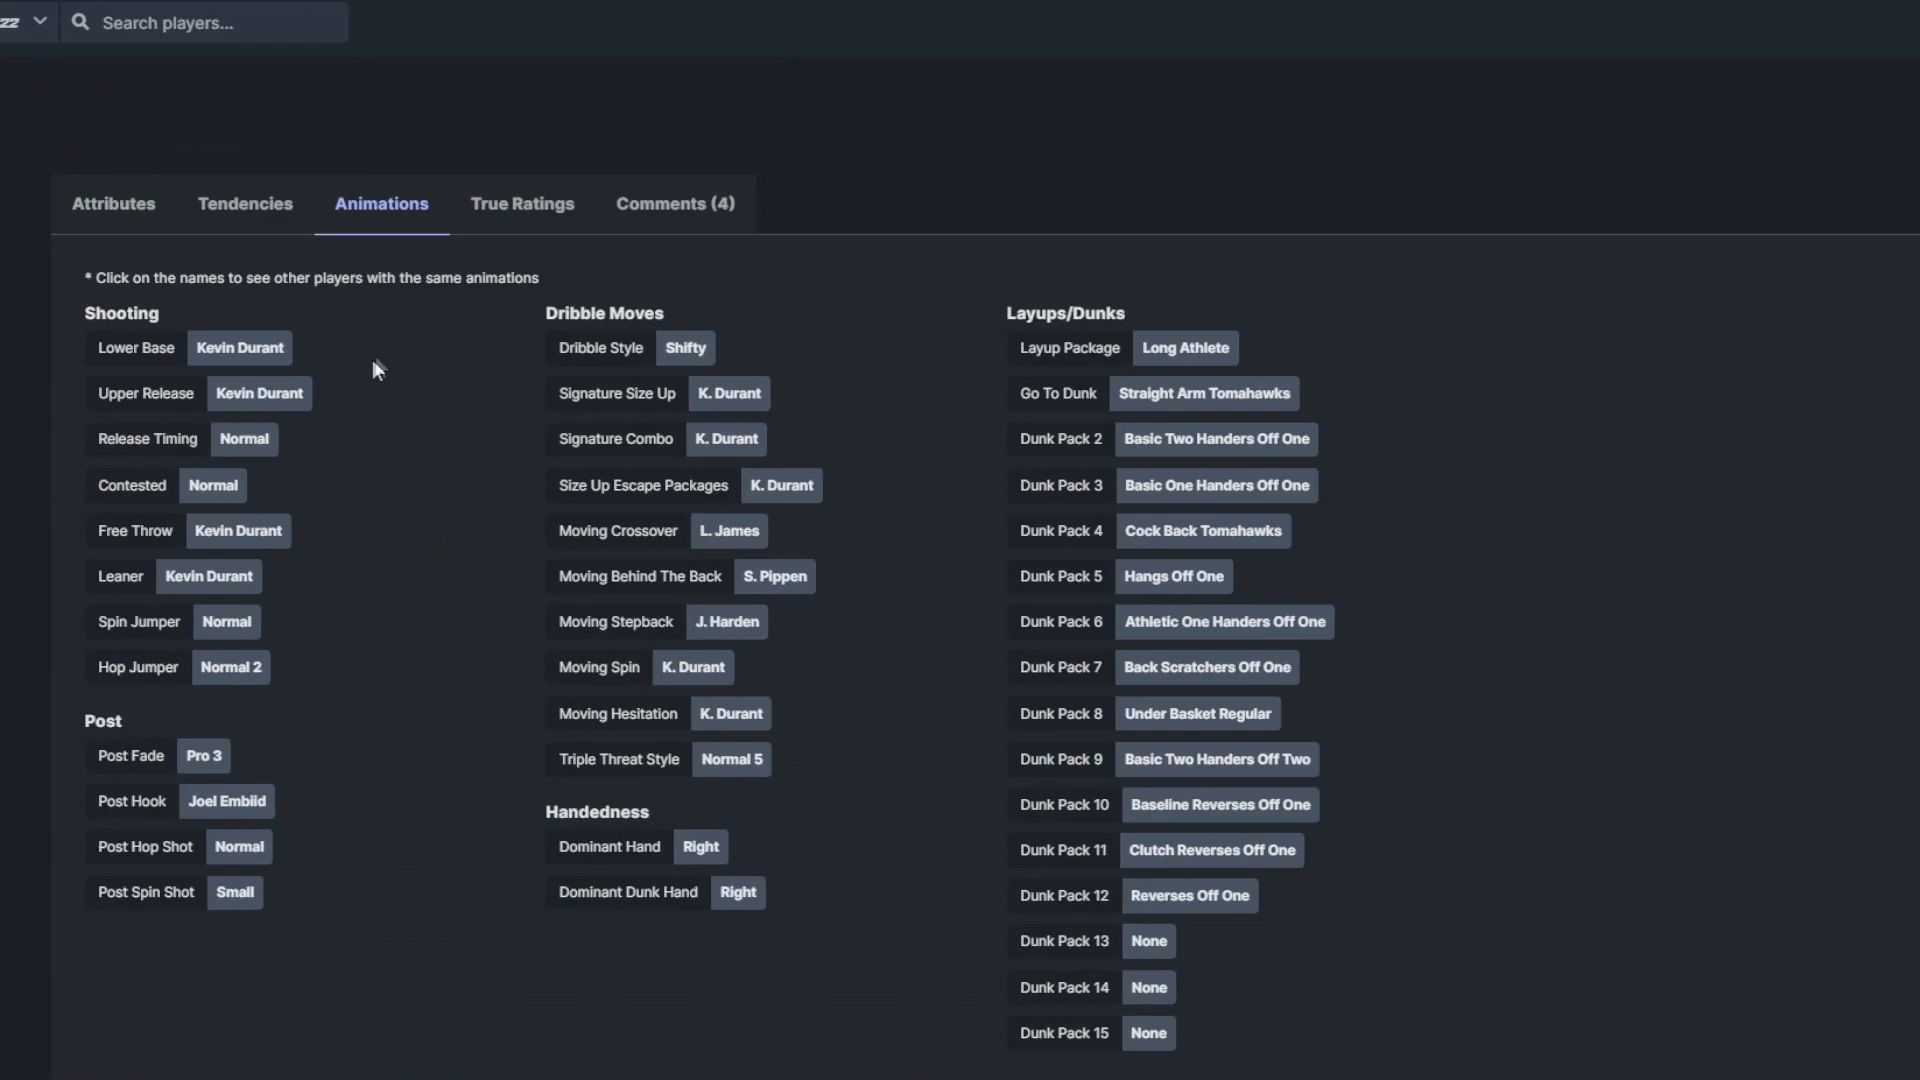 zz Search players...
Attributes Tendencies Animations True Ratings Comments (4)
* Click on the names to see other players with the same animations
Shooting
Lower Base Kevin Durant
Upper Release Kevin Durant
Release Timing Normal
Contested Normal
Free Throw Kevin Durant
Leaner Kevin Durant
Spin Jumper Normal
Hop Jumper Normal 2
Post
Post Fade Pro 3
Post Hook Joel Embiid
Post Hop Shot Normal
Post Spin Shot Small
Dribble Moves
Dribble Style Shifty
Signature Size Up K. Durant
Signature Combo K. Durant
Size Up Escape Packages K. Durant
Moving Crossover L. James
Moving Behind The Back S. Pippen
Moving Stepback J. Harden
Moving Spin K. Durant
Moving Hesitation K. Durant
Triple Threat Style Normal 5
Handedness
Dominant Hand Right
Dominant Dunk Hand Right
Layups/Dunks
Layup Package Long Athlete
Go To Dunk Straight Arm Tomahawks
Dunk Pack 2 Basic Two Handers Off One
Dunk Pack 3 Basic One Handers Off One
Dunk Pack 4 Cock Back Tomahawks
Dunk Pack 5 Hangs Off One
Dunk Pack 6 Athletic One Handers Off One
Dunk Pack 7 Back Scratchers Off One
Dunk Pack 8 Under Basket Regular
Dunk Pack 9 Basic Two Handers Off Two
Dunk Pack 10 Baseline Reverses Off One
Dunk Pack 11 Clutch Reverses Off One
Dunk Pack 12 Reverses Off One
Dunk Pack 13 None
Dunk Pack 14 None
Dunk Pack 15 None